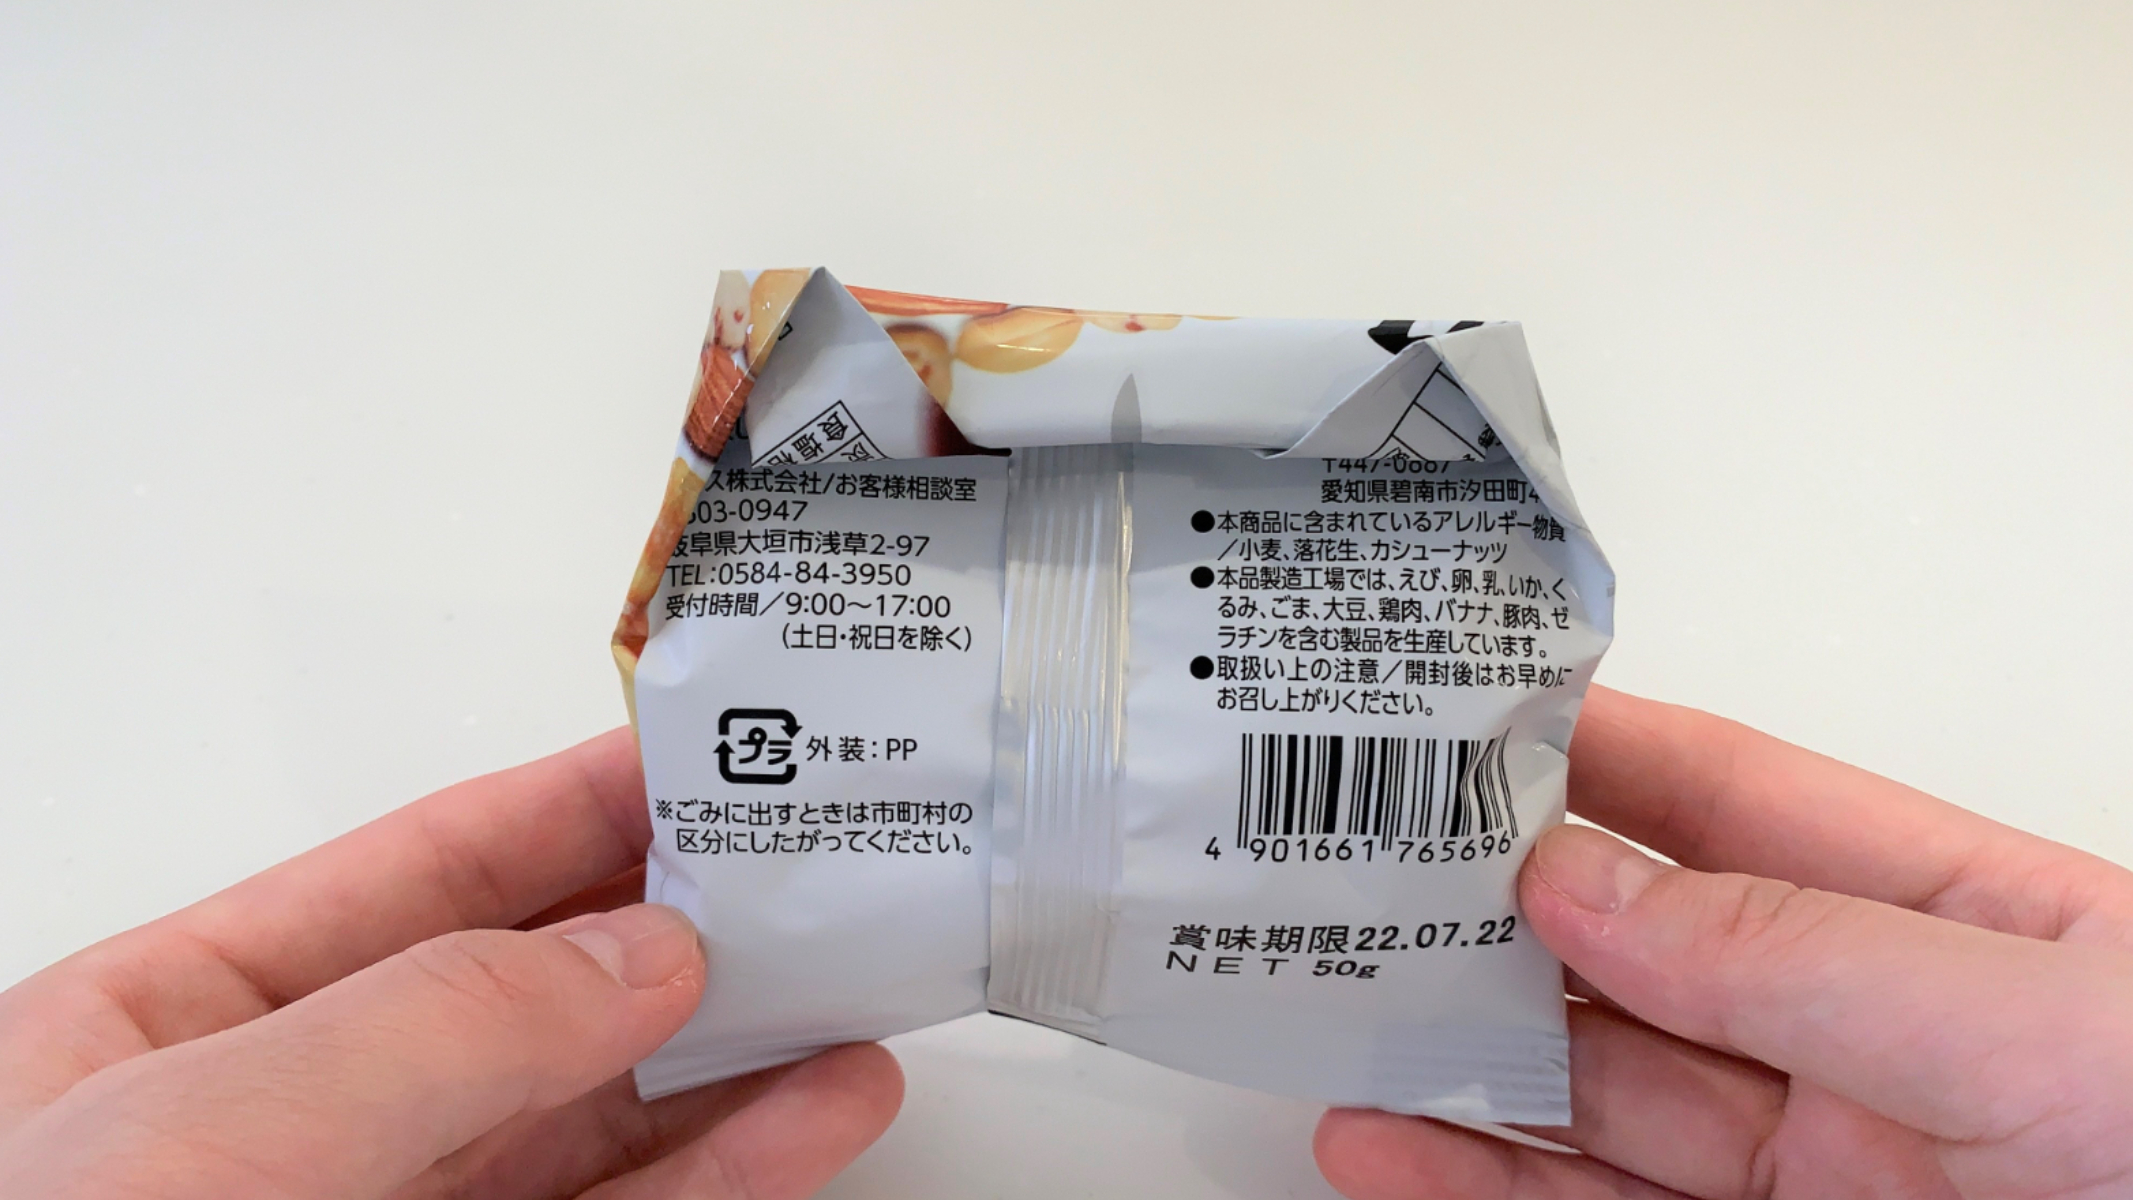 食塩相
ス株式会社/お客様相談室
503-0947
岐阜県大垣市浅草2-97
TEL:0584-84-3950
受付時間／9:00～17:00
(土日・祝日を除く)
プラ 外装:PP
※ごみに出すときは市町村の
区分にしたがってください。
〒447-0887
愛知県碧南市汐田町4
●本商品に含まれているアレルギー物質
／小麦、落花生、カシューナッツ
●本品製造工場では、えび、卵、乳、いか、く
るみ、ごま、大豆、鶏肉、バナナ、豚肉、ゼ
ラチンを含む製品を生産しています。
●取扱い上の注意／開封後はお早めに
お召し上がりください。
4 901661 765696
賞味期限22.07.22
NET 50g